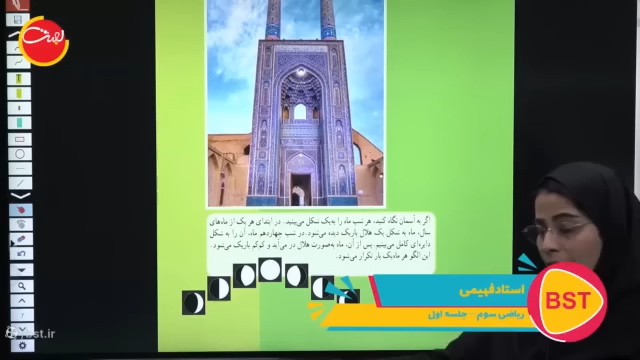 اگر به آسمان نگاه کنید، هر شب ماه را به یک شکل می‌بینید. در ابتدای هر یک از ماه‌های
سال، ماه به شکل یک هلال باریک دیده می‌شود. در شب چهاردهم ماه، آن را به شکل
دایره‌ای کامل می‌بینیم. پس از آن، ماه به‌صورت هلال در می‌آید و کم‌کم باریک می‌شود.
این الگو هر ماه یک بار تکرار می‌شود.
استاد فهیمی
ریاضی سوم - جلسه اول
BST
bst.ir